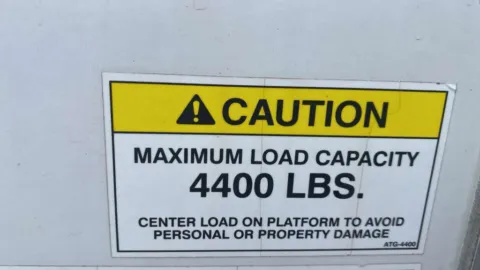 CAUTION
MAXIMUM LOAD CAPACITY
4400 LBS.
CENTER LOAD ON PLATFORM TO AVOID
PERSONAL OR PROPERTY DAMAGE
ATG-4400